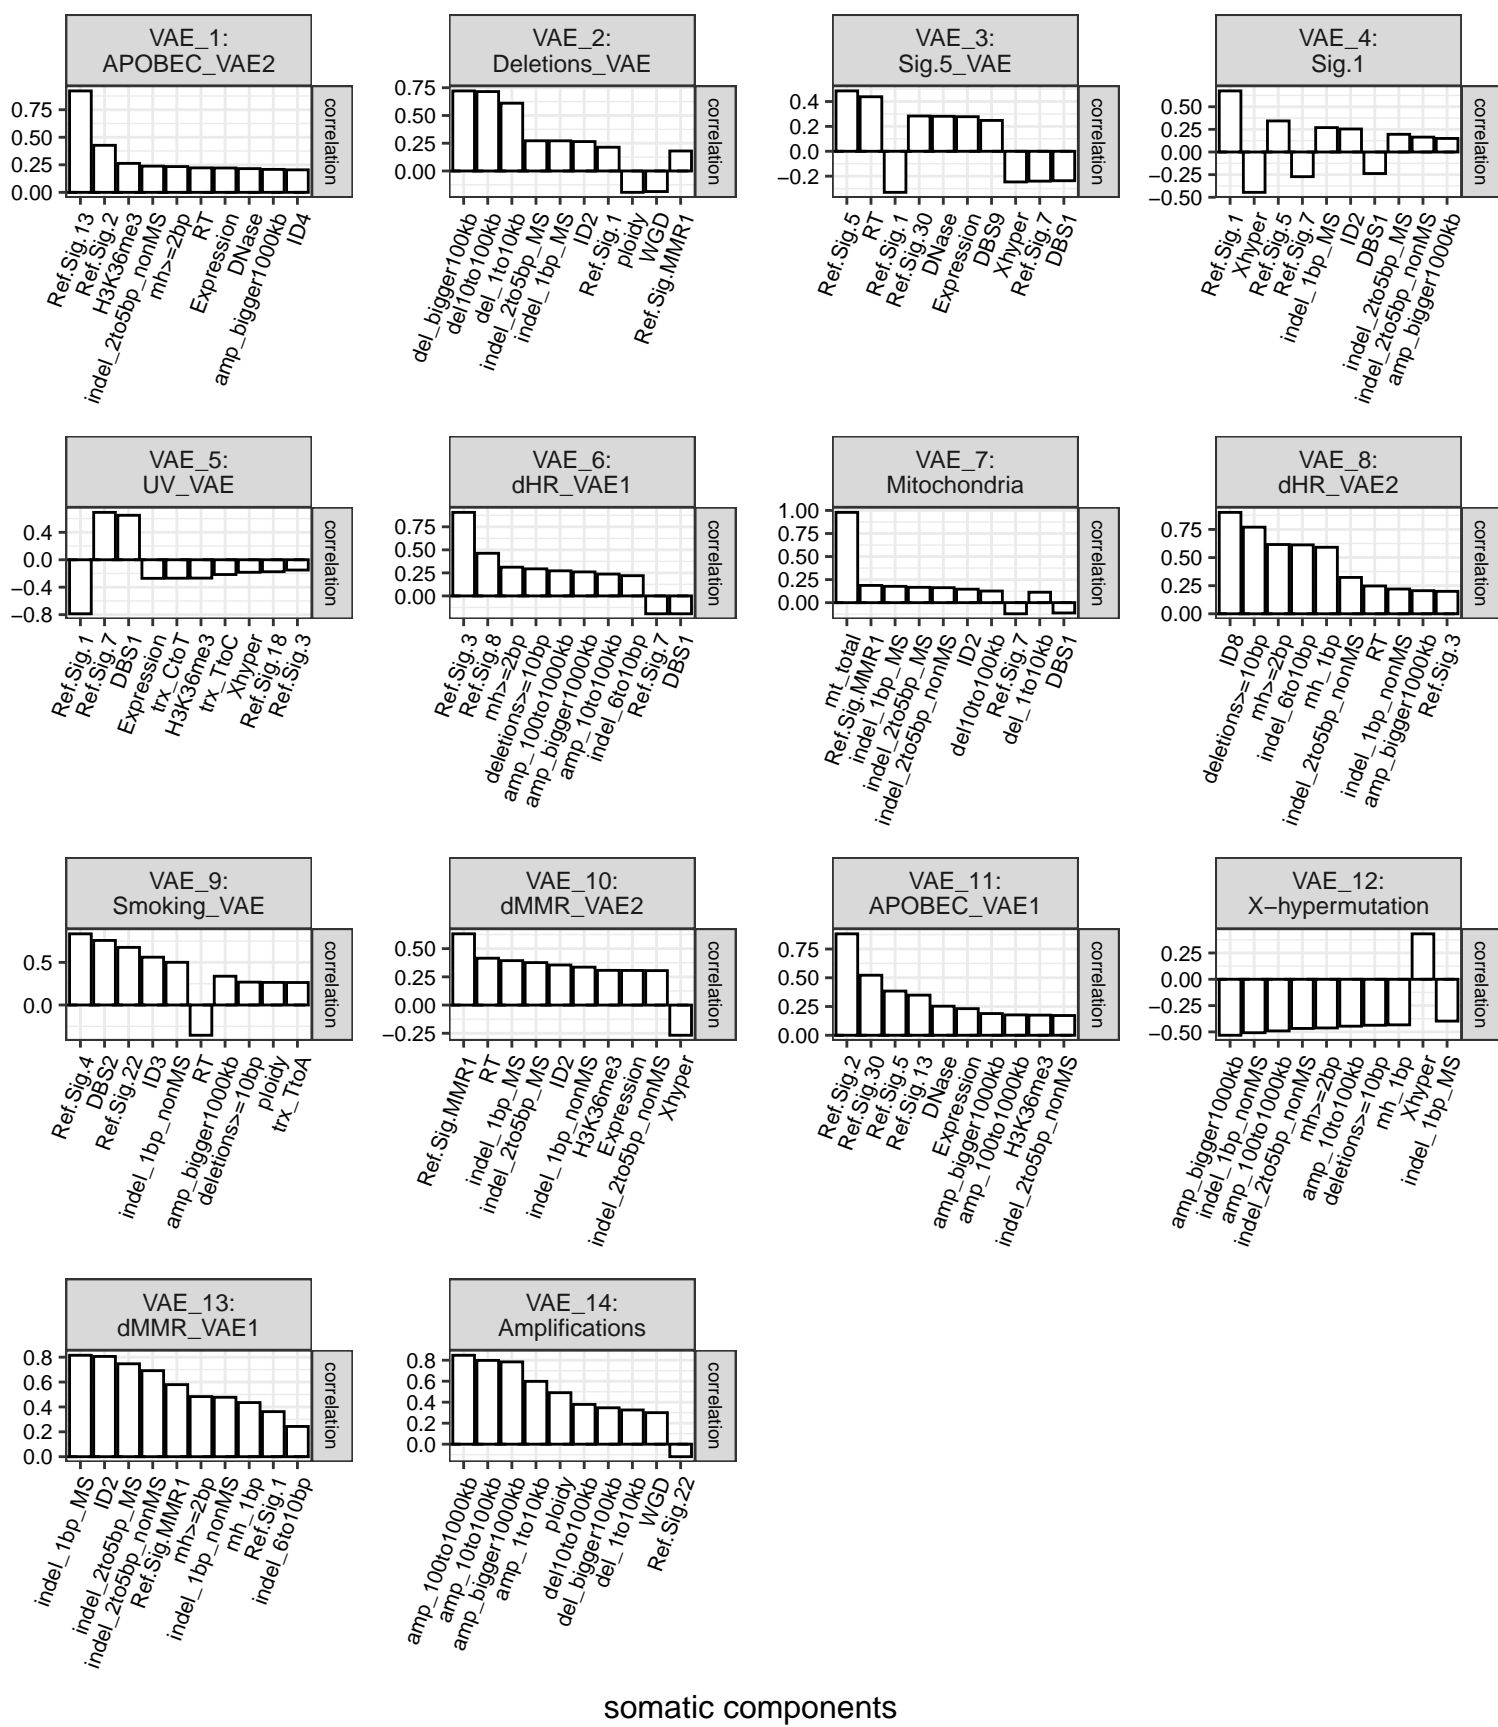 VAE_1:
APOBEC_VAE2
correlation
0.75
0.50
0.25
0.00
Ref.Sig.13
Ref.Sig.2
H3K36me3
indel_2to5bp_nonMS
mh>=2bp
RT
Expression
DNase
amp_bigger1000kb
ID4
VAE_2:
Deletions_VAE
correlation
0.75
0.50
0.25
0.00
del_bigger100kb
del10to100kb
del_1to10kb
indel_2to5bp_MS
indel_1bp_MS
ID2
Ref.Sig.1
ploidy
WGD
Ref.Sig.MMR1
VAE_3:
Sig.5_VAE
correlation
0.4
0.2
0.0
−0.2
Ref.Sig.5
RT
Ref.Sig.1
Ref.Sig.30
DNase
Expression
DBS9
Xhyper
Ref.Sig.7
DBS1
VAE_4:
Sig.1
correlation
0.50
0.25
0.00
−0.25
−0.50
Ref.Sig.1
Xhyper
Ref.Sig.5
Ref.Sig.7
indel_1bp_MS
ID2
DBS1
indel_2to5bp_MS
indel_2to5bp_nonMS
amp_bigger1000kb
VAE_5:
UV_VAE
correlation
0.4
0.0
−0.4
−0.8
Ref.Sig.1
Ref.Sig.7
DBS1
Expression
trx_CtoT
H3K36me3
trx_TtoC
Xhyper
Ref.Sig.18
Ref.Sig.3
VAE_6:
dHR_VAE1
correlation
0.75
0.50
0.25
0.00
Ref.Sig.3
Ref.Sig.8
mh>=2bp
deletions>=10bp
amp_100to1000kb
amp_bigger1000kb
amp_10to100kb
indel_6to10bp
Ref.Sig.7
DBS1
VAE_7:
Mitochondria
correlation
1.00
0.75
0.50
0.25
0.00
mt_total
Ref.Sig.MMR1
indel_1bp_MS
indel_2to5bp_MS
indel_2to5bp_nonMS
ID2
del10to100kb
Ref.Sig.7
del_1to10kb
DBS1
VAE_8:
dHR_VAE2
correlation
0.75
0.50
0.25
0.00
ID8
deletions>=10bp
mh>=2bp
indel_6to10bp
mh_1bp
indel_2to5bp_nonMS
RT
indel_1bp_nonMS
amp_bigger1000kb
Ref.Sig.3
VAE_9:
Smoking_VAE
correlation
0.5
0.0
Ref.Sig.4
DBS2
Ref.Sig.22
ID3
indel_1bp_nonMS
RT
amp_bigger1000kb
deletions>=10bp
ploidy
trx_TtoA
VAE_10:
dMMR_VAE2
correlation
0.50
0.25
0.00
−0.25
Ref.Sig.MMR1
RT
indel_1bp_MS
indel_2to5bp_MS
ID2
indel_1bp_nonMS
H3K36me3
Expression
indel_2to5bp_nonMS
Xhyper
VAE_11:
APOBEC_VAE1
correlation
0.75
0.50
0.25
0.00
Ref.Sig.2
Ref.Sig.30
Ref.Sig.5
Ref.Sig.13
DNase
Expression
amp_bigger1000kb
amp_100to1000kb
H3K36me3
indel_2to5bp_nonMS
VAE_12:
X−hypermutation
correlation
0.25
0.00
−0.25
−0.50
amp_bigger1000kb
indel_1bp_nonMS
amp_100to1000kb
indel_2to5bp_nonMS
mh>=2bp
amp_10to100kb
deletions>=10bp
mh_1bp
Xhyper
indel_1bp_MS
VAE_13:
dMMR_VAE1
correlation
0.8
0.6
0.4
0.2
0.0
indel_1bp_MS
ID2
indel_2to5bp_MS
indel_2to5bp_nonMS
Ref.Sig.MMR1
mh>=2bp
indel_1bp_nonMS
mh_1bp
Ref.Sig.1
indel_6to10bp
VAE_14:
Amplifications
correlation
0.8
0.6
0.4
0.2
0.0
amp_100to1000kb
amp_10to100kb
amp_bigger1000kb
amp_1to10kb
ploidy
del10to100kb
del_bigger100kb
del_1to10kb
WGD
Ref.Sig.22
somatic components